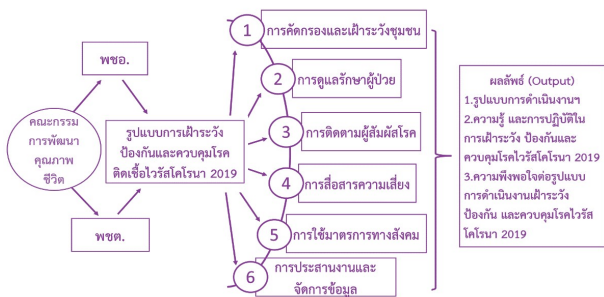 พชอ.
คณะกรรม
การพัฒนา
คุณภาพ
ชีวิต
พชต.
รูปแบบการเฝ้าระวัง
ป้องกันและควบคุมโรค
ติดเชื้อไวรัสโคโรนา 2019
1 การคัดกรองและเฝ้าระวังชุมชน
2 การดูแลรักษาผู้ป่วย
3 การติดตามผู้สัมผัสโรค
4 การสื่อสารความเสี่ยง
5 การใช้มาตรการทางสังคม
6 การประสานงานและ
จัดการข้อมูล
ผลลัพธ์ (Output)
1.รูปแบบการดำเนินงานฯ
2.ความรู้ และการปฏิบัติใน
การเฝ้าระวัง ป้องกันและ
ควบคุมโรคไวรัสโคโรนา 2019
3.ความพึงพอใจต่อรูปแบบ
การดำเนินงานเฝ้าระวัง
ป้องกัน และควบคุมโรคไวรัส
โคโรนา 2019